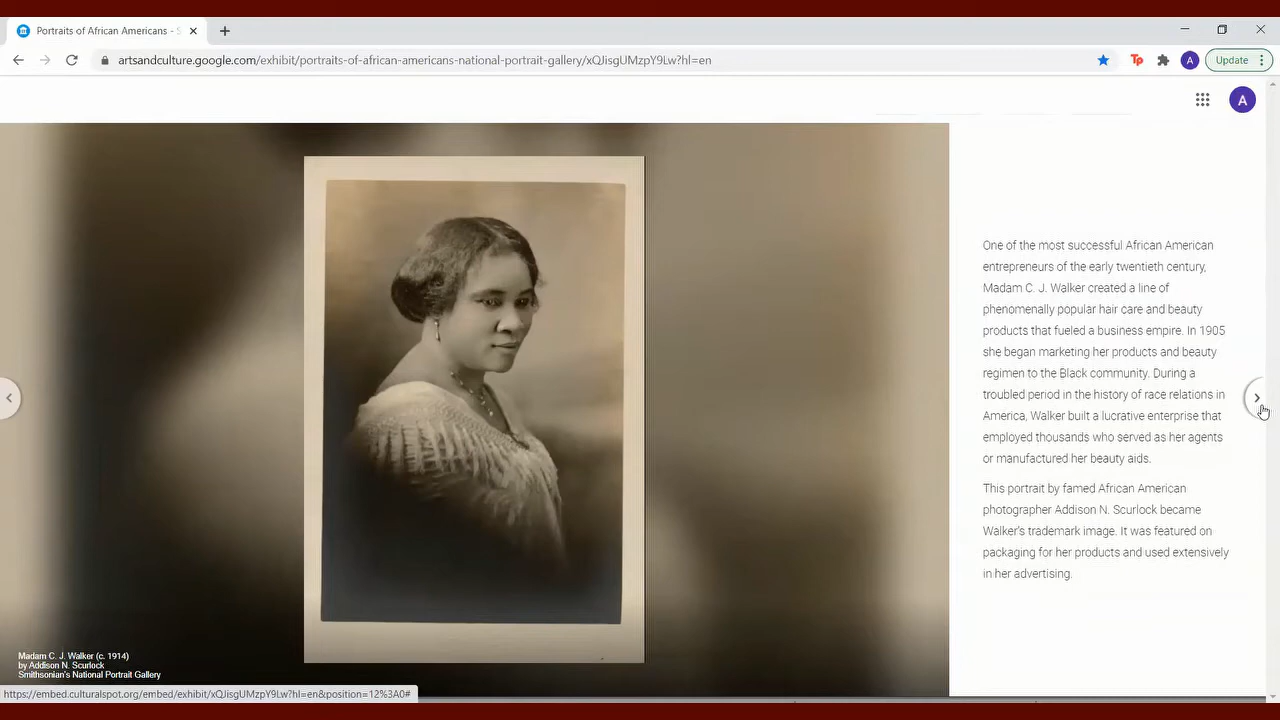 Portraits of African Americans - S
artsandculture.google.com/exhibit/portraits-of-african-americans-national-portrait-gallery/xQJisgUMzpY9Lw?hl=en
Tp
A
Update
A
One of the most successful African American
entrepreneurs of the early twentieth century,
Madam C. J. Walker created a line of
phenomenally popular hair care and beauty
products that fueled a business empire. In 1905
she began marketing her products and beauty
regimen to the Black community. During a
troubled period in the history of race relations in
America, Walker built a lucrative enterprise that
employed thousands who served as her agents
or manufactured her beauty aids.
This portrait by famed African American
photographer Addison N. Scurlock became
Walker's trademark image. It was featured on
packaging for her products and used extensively
in her advertising.
Madam C. J. Walker (c. 1914)
by Addison N. Scurlock
Smithsonian's National Portrait Gallery
https://embed.culturalspot.org/embed/exhibit/xQJisgUMzpY9Lw?hl=en&position=12%3A0#